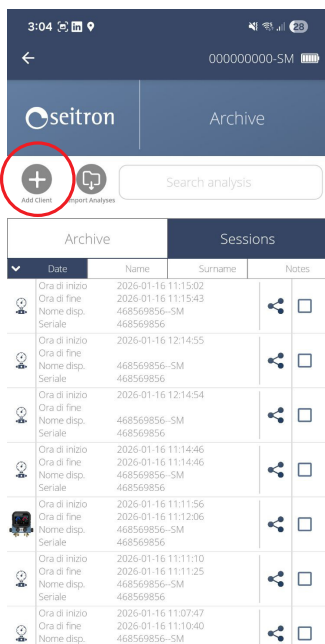 3:04 28
000000000-SM
seitron Archive
Add Client Import Analyses Search analysis
Archive Sessions
Date Name Surname Notes
Ora di inizio 2026-01-16 11:15:02
Ora di fine 2026-01-16 11:15:43
Nome disp. 468569856--SM
Seriale 468569856
Ora di inizio 2026-01-16 12:14:55
Ora di fine
Nome disp. 468569856--SM
Seriale 468569856
Ora di inizio 2026-01-16 12:14:54
Ora di fine
Nome disp. 468569856--SM
Seriale 468569856
Ora di inizio 2026-01-16 11:14:46
Ora di fine 2026-01-16 11:14:46
Nome disp. 468569856--SM
Seriale 468569856
Ora di inizio 2026-01-16 11:11:56
Ora di fine 2026-01-16 11:12:06
Nome disp. 468569856--SM
Seriale 468569856
Ora di inizio 2026-01-16 11:11:10
Ora di fine 2026-01-16 11:11:25
Nome disp. 468569856--SM
Seriale 468569856
Ora di inizio 2026-01-16 11:07:47
Ora di fine 2026-01-16 11:10:40
Nome disp. 468569856--SM